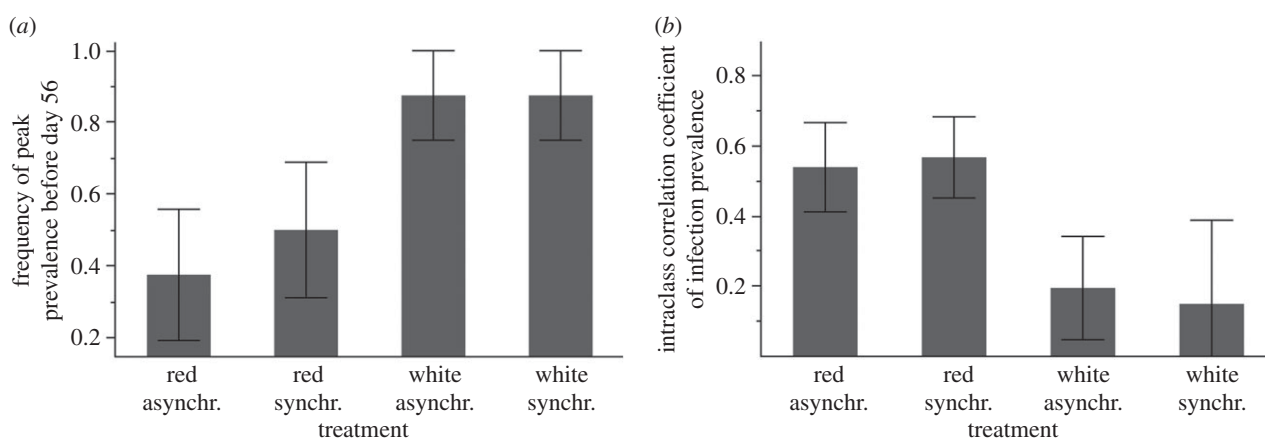 (a)
frequency of peak
prevalence before day 56
1.0
0.8
0.6
0.4
0.2
red
asynchr.
red
synchr.
white
asynchr.
white
synchr.
treatment
(b)
intraclass correlation coefficient
of infection prevalence
0.8
0.6
0.4
0.2
red
asynchr.
red
synchr.
white
asynchr.
white
synchr.
treatment